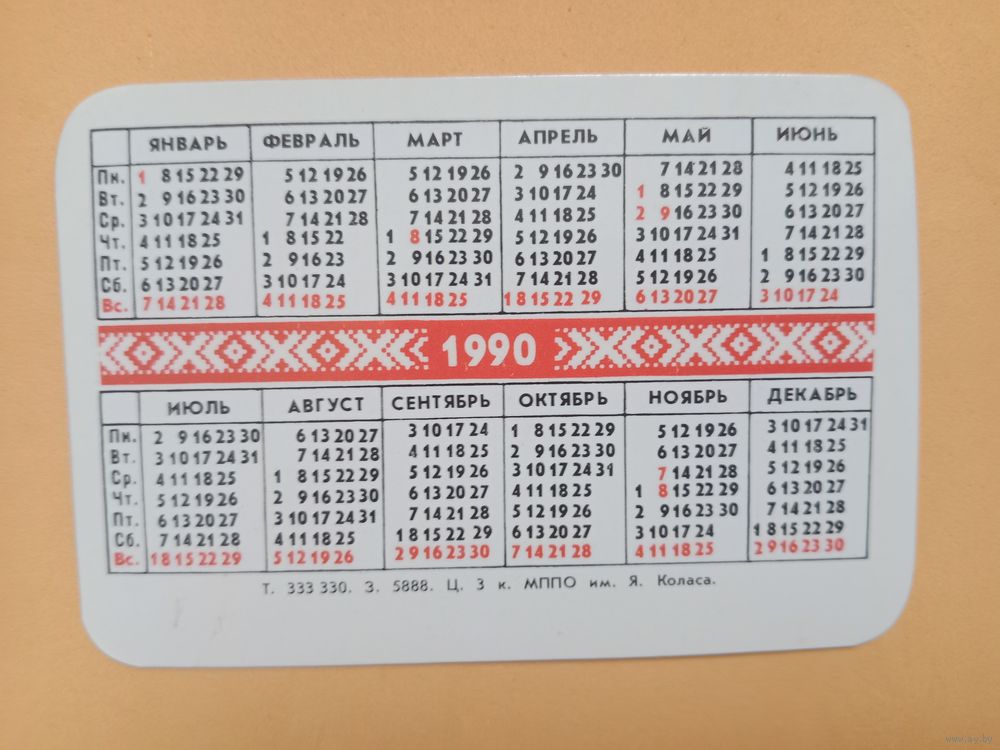 ЯНВАРЬ ФЕВРАЛЬ МАРТ АПРЕЛЬ МАЙ ИЮНЬ
Пн. 1 8 15 22 29 5 12 19 26 5 12 19 26 2 9 16 23 30 7 14 21 28 4 11 18 25
Вт. 2 9 16 23 30 6 13 20 27 6 13 20 27 3 10 17 24 1 8 15 22 29 5 12 19 26
Ср. 3 10 17 24 31 7 14 21 28 7 14 21 28 4 11 18 25 2 9 16 23 30 6 13 20 27
Чт. 4 11 18 25 1 8 15 22 1 8 15 22 29 5 12 19 26 3 10 17 24 31 7 14 21 28
Пт. 5 12 19 26 2 9 16 23 2 9 16 23 30 6 13 20 27 4 11 18 25 1 8 15 22 29
Сб. 6 13 20 27 3 10 17 24 3 10 17 24 31 7 14 21 28 5 12 19 26 2 9 16 23 30
Вс. 7 14 21 28 4 11 18 25 4 11 18 25 1 8 15 22 29 6 13 20 27 3 10 17 24
1990
ИЮЛЬ АВГУСТ СЕНТЯБРЬ ОКТЯБРЬ НОЯБРЬ ДЕКАБРЬ
Пн. 2 9 16 23 30 6 13 20 27 3 10 17 24 1 8 15 22 29 5 12 19 26 3 10 17 24 31
Вт. 3 10 17 24 31 7 14 21 28 4 11 18 25 2 9 16 23 30 6 13 20 27 4 11 18 25
Ср. 4 11 18 25 1 8 15 22 29 5 12 19 26 3 10 17 24 31 7 14 21 28 5 12 19 26
Чт. 5 12 19 26 2 9 16 23 30 6 13 20 27 4 11 18 25 1 8 15 22 29 6 13 20 27
Пт. 6 13 20 27 3 10 17 24 31 7 14 21 28 5 12 19 26 2 9 16 23 30 7 14 21 28
Сб. 7 14 21 28 4 11 18 25 1 8 15 22 29 6 13 20 27 3 10 17 24 1 8 15 22 29
Вс. 1 8 15 22 29 5 12 19 26 2 9 16 23 30 7 14 21 28 4 11 18 25 2 9 16 23 30
Т. 333 330. З. 5888. Ц. 3 к. МППО им. Я. Коласа.
www.ay.by